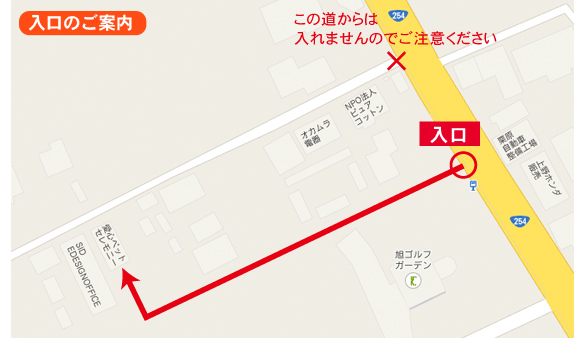 入口のご案内
この道からは
入れませんのでご注意ください
254
NPO法人
ピュア
コットン
オカムラ
電器
入口
栗原
自動車
整備工場
上野ホンダ
販売
254
安心ペット
セレモニー
SID
EDESIGNOFFICE
旭ゴルフ
ガーデン